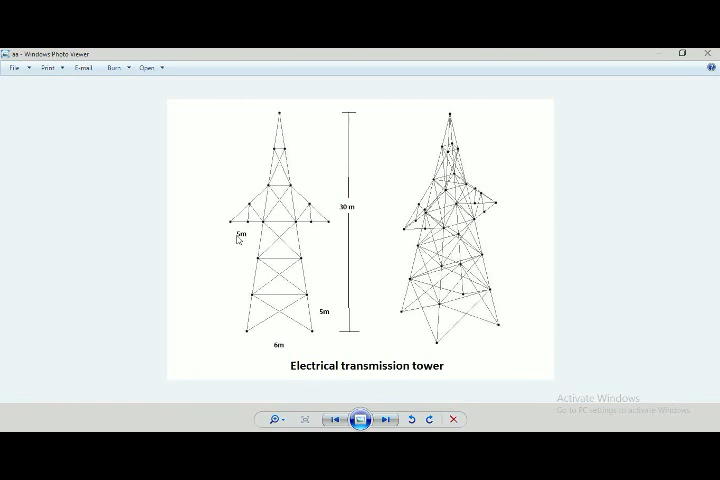 aa - Windows Photo Viewer
File Print E-mail Burn Open
30 m
5m
5m
6m
Electrical transmission tower
Activate Windows
Go to PC settings to activate Windows.